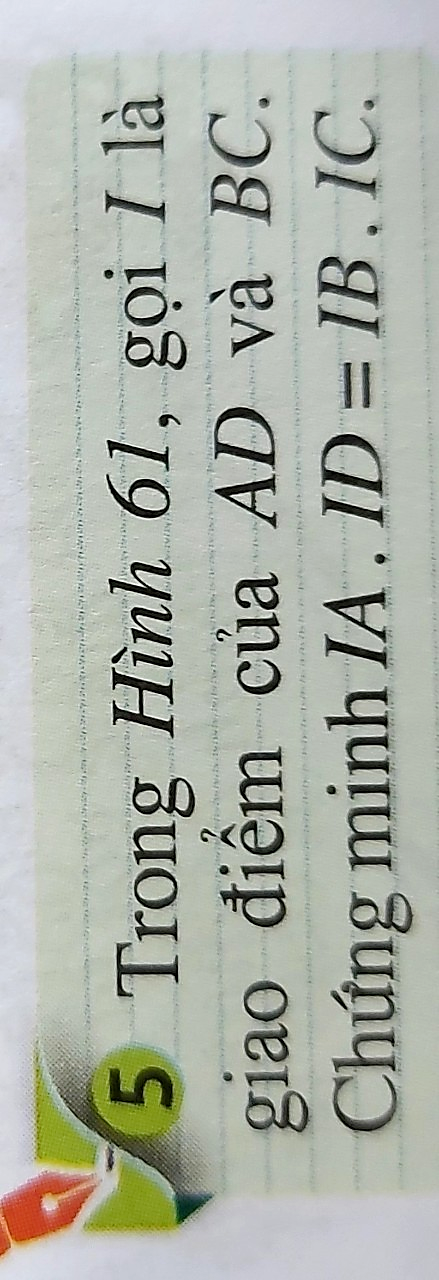 5 Trong Hình 61, gọi I là
giao điểm của AD và BC.
Chứng minh IA . ID = IB . IC.